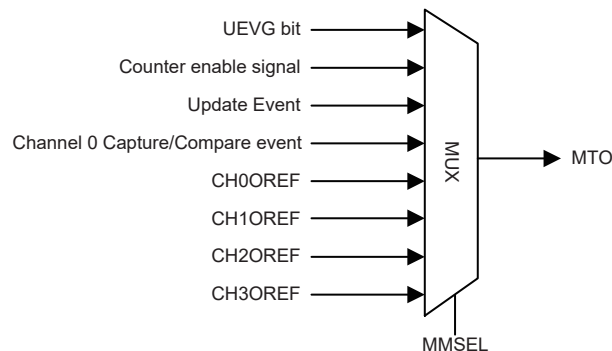 UEVG bit
Counter enable signal
Update Event
Channel 0 Capture/Compare event
CH0OREF
CH1OREF
CH2OREF
CH3OREF
MUX
MTO
MMSEL